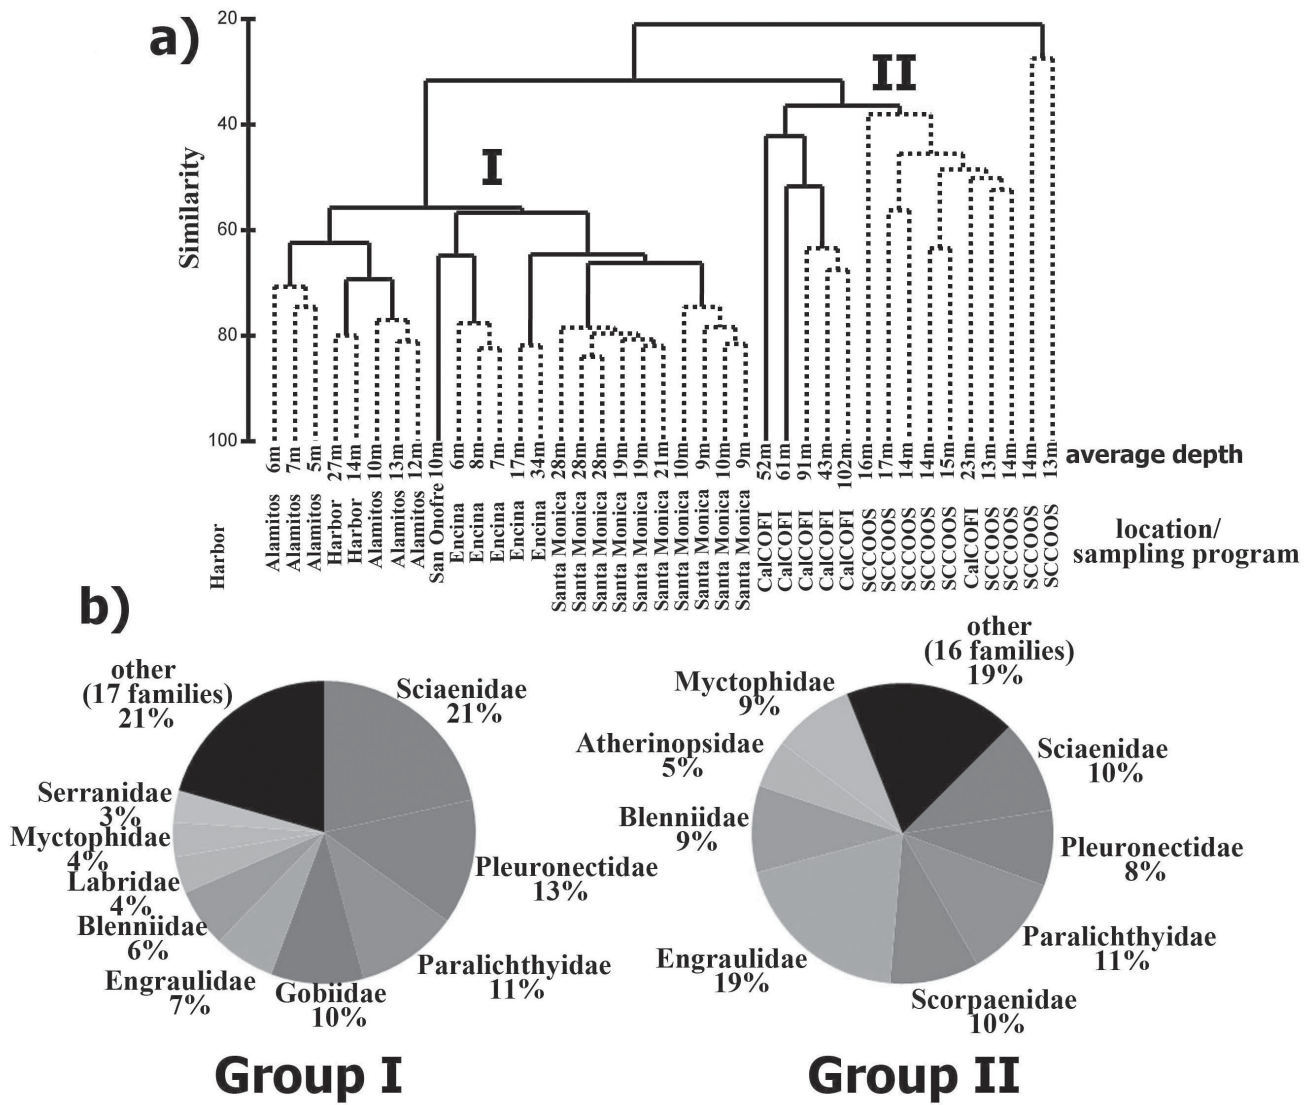 a)
20
40
60
80
100
Similarity
I
II
6m
7m
5m
27m
14m
10m
13m
12m
10m
6m
8m
7m
17m
34m
28m
28m
28m
19m
19m
21m
10m
9m
10m
9m
52m
61m
91m
43m
102m
16m
17m
14m
14m
15m
23m
13m
14m
14m
13m
average depth
Harbor
Alamitos
Alamitos
Alamitos
Harbor
Harbor
Alamitos
Alamitos
Alamitos
San Onofre
Encina
Encina
Encina
Encina
Encina
Santa Monica
Santa Monica
Santa Monica
Santa Monica
Santa Monica
Santa Monica
Santa Monica
Santa Monica
Santa Monica
Santa Monica
CalCOFI
CalCOFI
CalCOFI
CalCOFI
CalCOFI
SCCOOS
SCCOOS
SCCOOS
SCCOOS
SCCOOS
CalCOFI
SCCOOS
SCCOOS
SCCOOS
SCCOOS
location/
sampling program
b)
other
(17 families)
21%
Sciaenidae
21%
Pleuronectidae
13%
Paralichthyidae
11%
Gobiidae
10%
Engraulidae
7%
Blenniidae
6%
Labridae
4%
Myctophidae
4%
Serranidae
3%
Group I
other
(16 families)
19%
Sciaenidae
10%
Pleuronectidae
8%
Paralichthyidae
11%
Scorpaenidae
10%
Engraulidae
19%
Blenniidae
9%
Atherinopsidae
5%
Myctophidae
9%
Group II